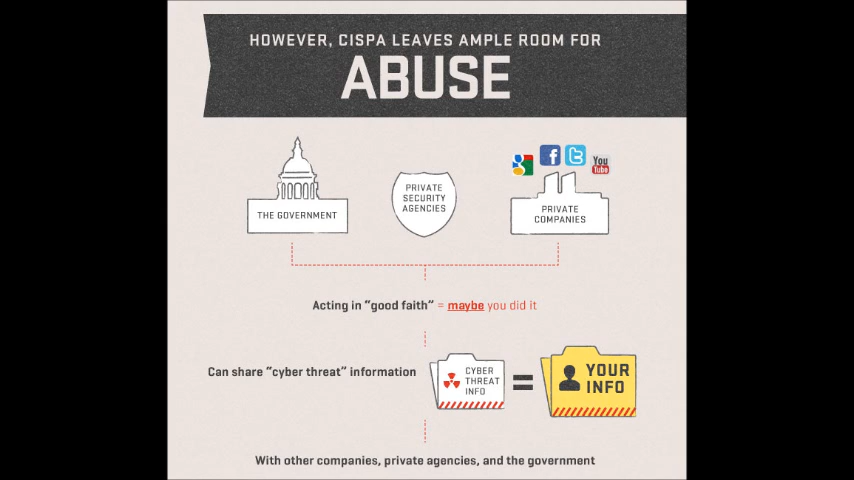 HOWEVER, CISPA LEAVES AMPLE ROOM FOR
ABUSE
THE GOVERNMENT
PRIVATE
SECURITY
AGENCIES
f
t
You
Tube
PRIVATE
COMPANIES
Acting in "good faith" = maybe you did it
Can share "cyber threat" information
CYBER
THREAT
INFO
=
YOUR
INFO
With other companies, private agencies, and the government